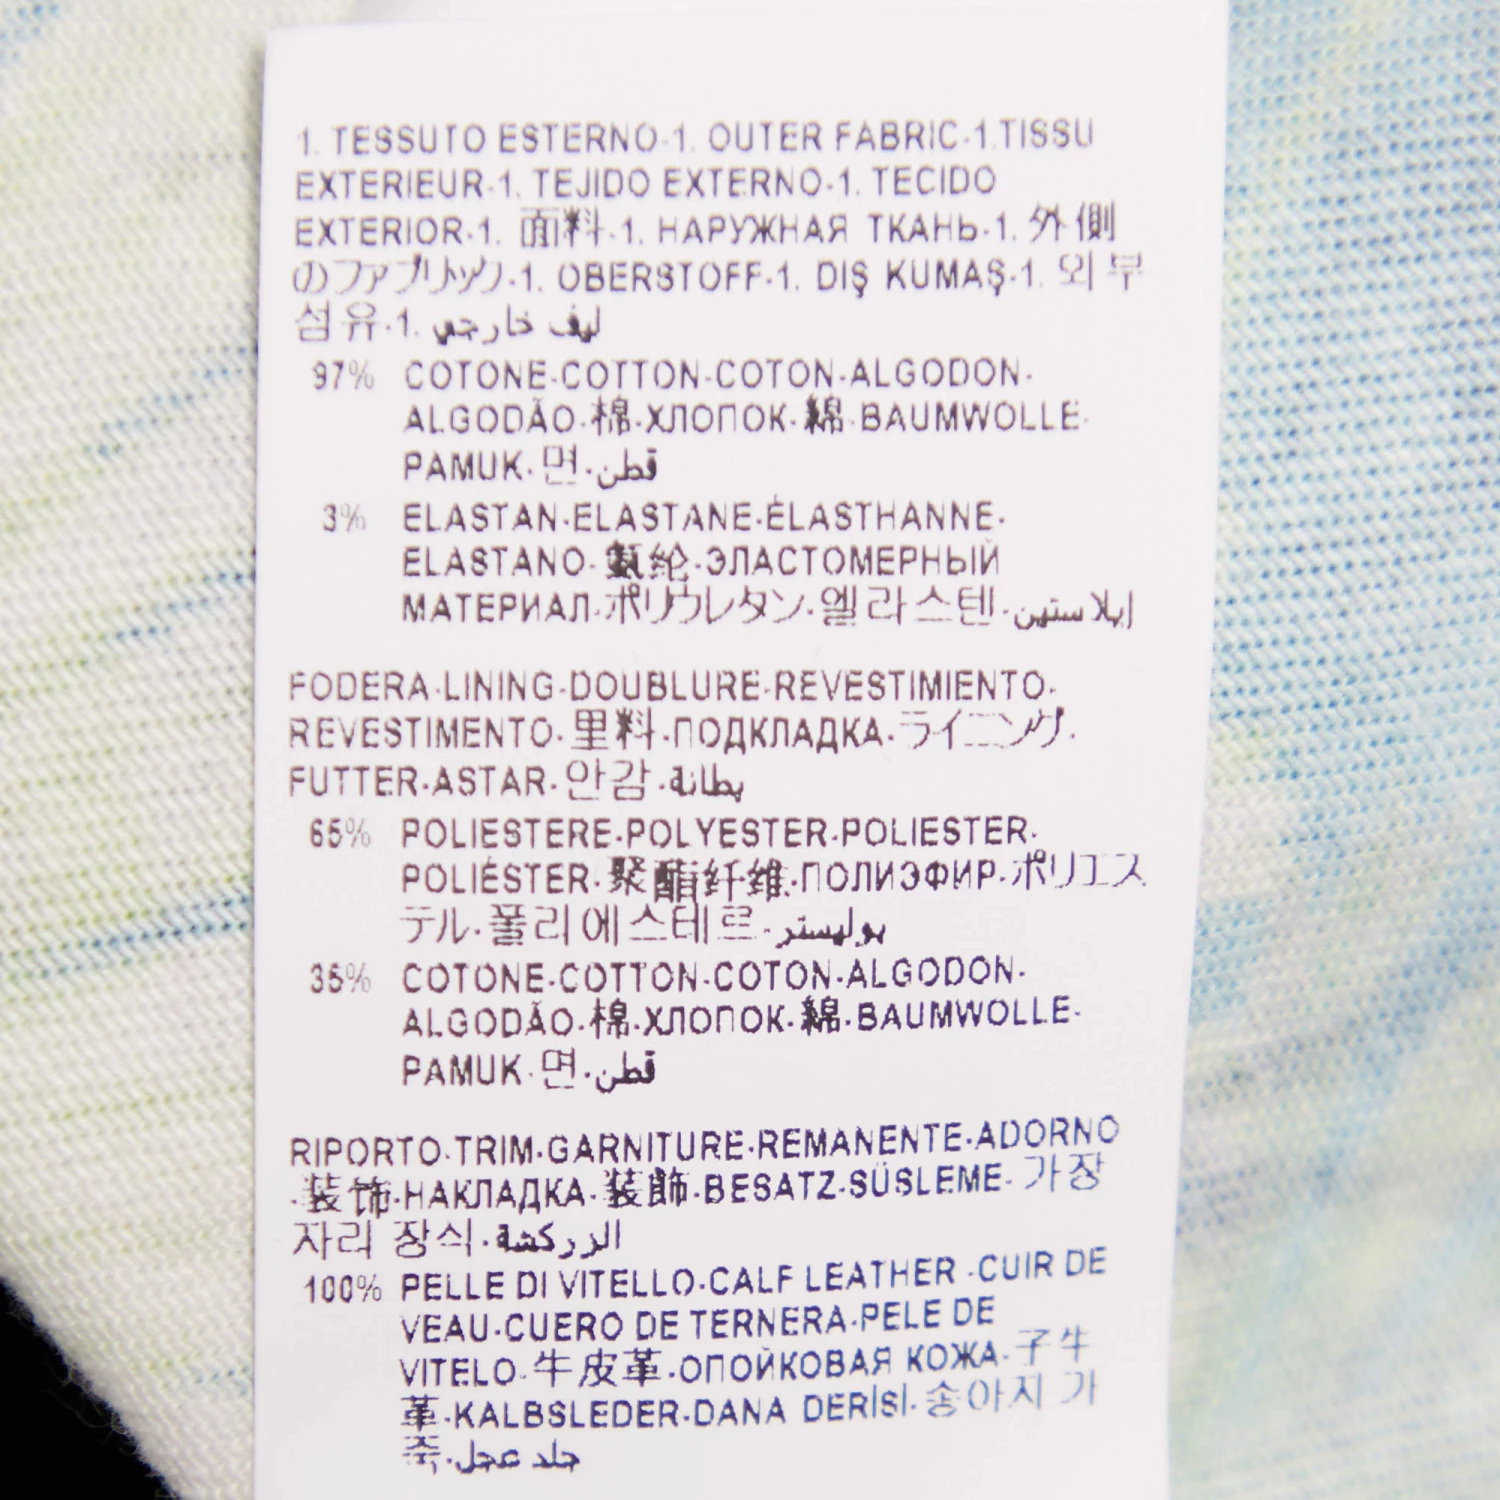 1. TESSUTO ESTERNO·1. OUTER FABRIC·1.TISSU
EXTERIEUR·1. TEJIDO EXTERNO·1. TECIDO
EXTERIOR·1. 面料·1. НАРУЖНАЯ ТКАНЬ·1. 外側
のファブリック·1. OBERSTOFF·1. DIŞ KUMAŞ·1. 외부
섬유·1. ليف خارجي
97% COTONE·COTTON·COTON·ALGODON·
ALGODÃO·棉·ХЛОПОК·綿·BAUMWOLLE·
PAMUK·면·قطن
3% ELASTAN·ELASTANE·ÉLASTHANNE·
ELASTANO·氨纶·ЭЛАСТОМЕРНЫЙ
МАТЕРИАЛ·ポリウレタン·엘라스텐·إيلاستين
FODERA·LINING·DOUBLURE·REVESTIMIENTO·
REVESTIMENTO·里料·ПОДКЛАДКА·ライニング·
FUTTER·ASTAR·안감·بطانة
65% POLIESTERE·POLYESTER·POLIESTER·
POLIÉSTER·聚酯纤维·ПОЛИЭФИР·ポリエス
テル·폴리에스테르·بوليستر
35% COTONE·COTTON·COTON·ALGODON·
ALGODÃO·棉·ХЛОПОК·綿·BAUMWOLLE·
PAMUK·면·قطن
RIPORTO·TRIM·GARNITURE·REMANENTE·ADORNO
·装饰·НАКЛАДКА·装飾·BESATZ·SÜSLEME·가장
자리 장식·الزركشة
100% PELLE DI VITELLO·CALF LEATHER ·CUIR DE
VEAU·CUERO DE TERNERA·PELE DE
VITELO·牛皮革·ОПОЙКОВАЯ КОЖА·子牛
革·KALBSLEDER·DANA DERİSİ·송아지 가
죽·جلد عجل